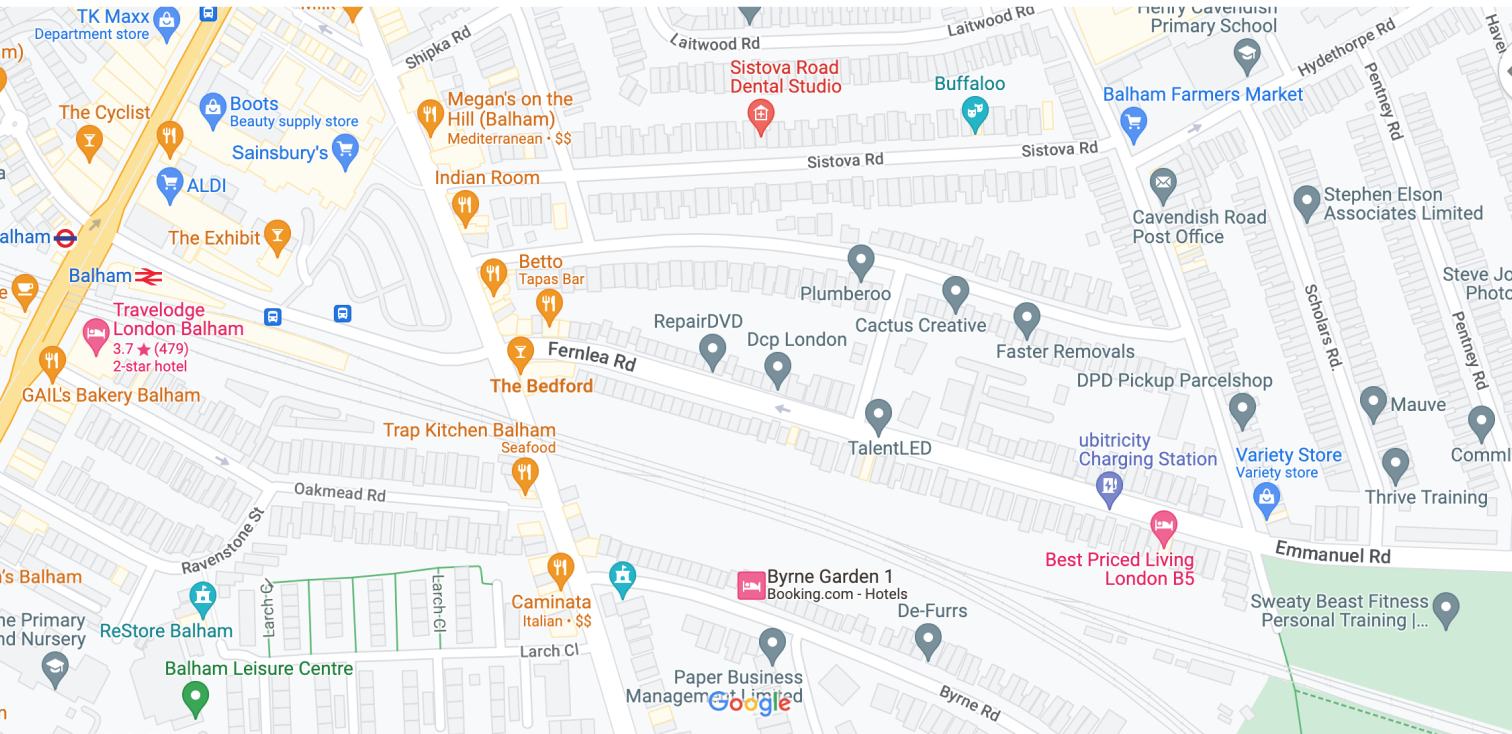 TK Maxx
Department store
Milk
Shipka Rd
Laitwood Rd
Laitwood Rd
Henry Cavendish
Primary School
Hydethorpe Rd
Havel
m)
The Cyclist
Boots
Beauty supply store
Sainsbury's
ALDI
Megan's on the
Hill (Balham)
Mediterranean • $$
Sistova Road
Dental Studio
Buffaloo
Balham Farmers Market
Pentney Rd
Sistova Rd
Sistova Rd
Indian Room
Cavendish Road
Post Office
Stephen Elson
Associates Limited
alham
The Exhibit
Balham
Betto
Tapas Bar
Plumberoo
Cactus Creative
Faster Removals
Scholars Rd.
Steve Jo
Photo
Pentney Rd
e
Travelodge
London Balham
3.7 ★ (479)
2-star hotel
GAIL's Bakery Balham
RepairDVD
Dcp London
Fernlea Rd
The Bedford
DPD Pickup Parcelshop
Mauve
Trap Kitchen Balham
Seafood
TalentLED
ubitricity
Charging Station
Variety Store
Variety store
Comml
Thrive Training
Oakmead Rd
Ravenstone St
Best Priced Living
London B5
Emmanuel Rd
's Balham
Larch Cl
Larch-Cl
Caminata
Italian • $$
Byrne Garden 1
Booking.com - Hotels
De-Furrs
Sweaty Beast Fitness
Personal Training |...
he Primary
nd Nursery
ReStore Balham
Larch Cl
Balham Leisure Centre
Paper Business
Management Limited
Google
Byrne Rd
n